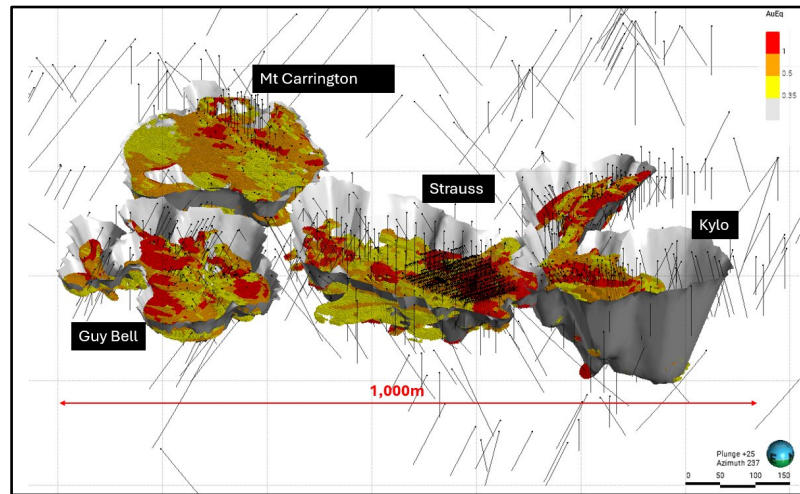 AuEq
1
0.5
0.35
Mt Carrington
Strauss
Kylo
Guy Bell
1,000m
Plunge +25
Azimuth 237
0 50 100 150